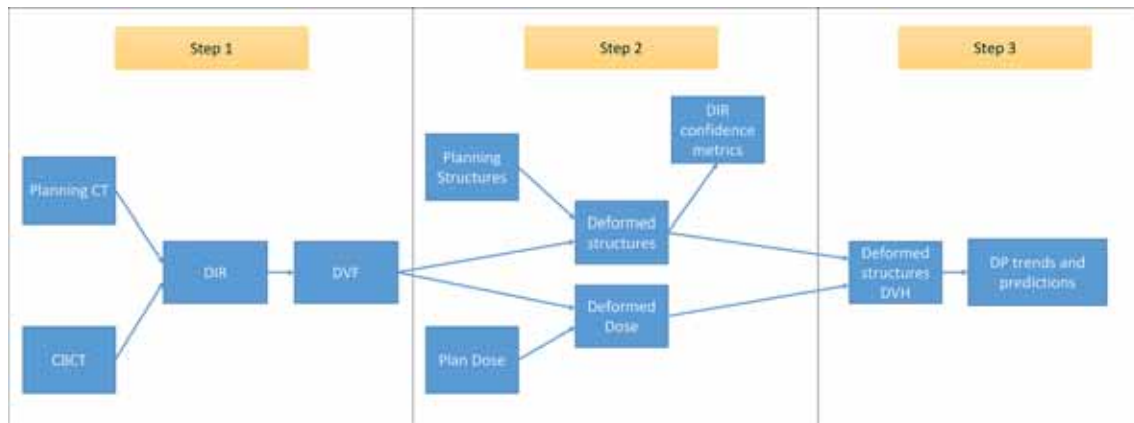 Step 1
Planning CT
CBCT
DIR
DVF
Step 2
Planning
Structures
Plan Dose
DIR
confidence
metrics
Deformed
structures
Deformed
Dose
Step 3
Deformed
structures
DVH
DP trends and
predictions